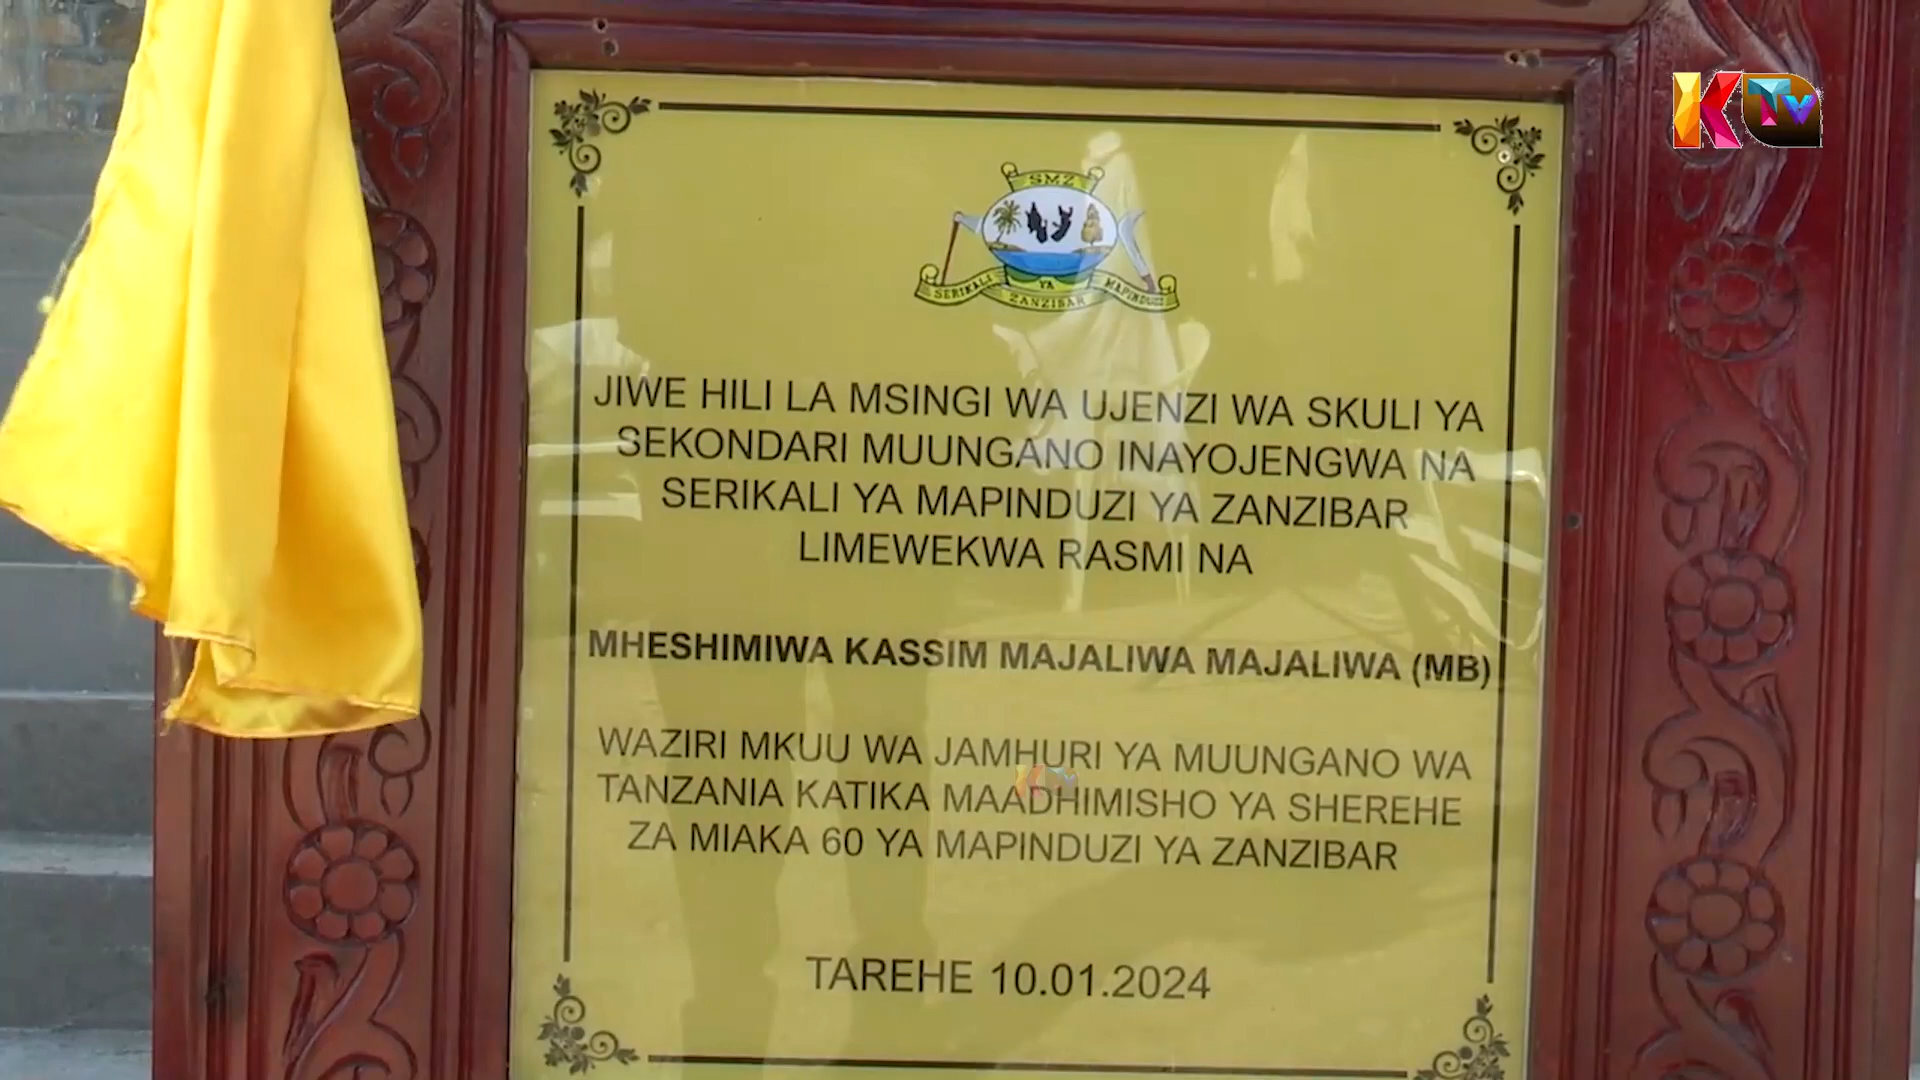 KTv
SMZ
SERIKALI YA MAPINDUZI
ZANZIBAR
JIWE HILI LA MSINGI WA UJENZI WA SKULI YA
SEKONDARI MUUNGANO INAYOJENGWA NA
SERIKALI YA MAPINDUZI YA ZANZIBAR
LIMEWEKWA RASMI NA
MHESHIMIWA KASSIM MAJALIWA MAJALIWA (MB)
WAZIRI MKUU WA JAMHURI YA MUUNGANO WA
TANZANIA KATIKA MAADHIMISHO YA SHEREHE
ZA MIAKA 60 YA MAPINDUZI YA ZANZIBAR
TAREHE 10.01.2024